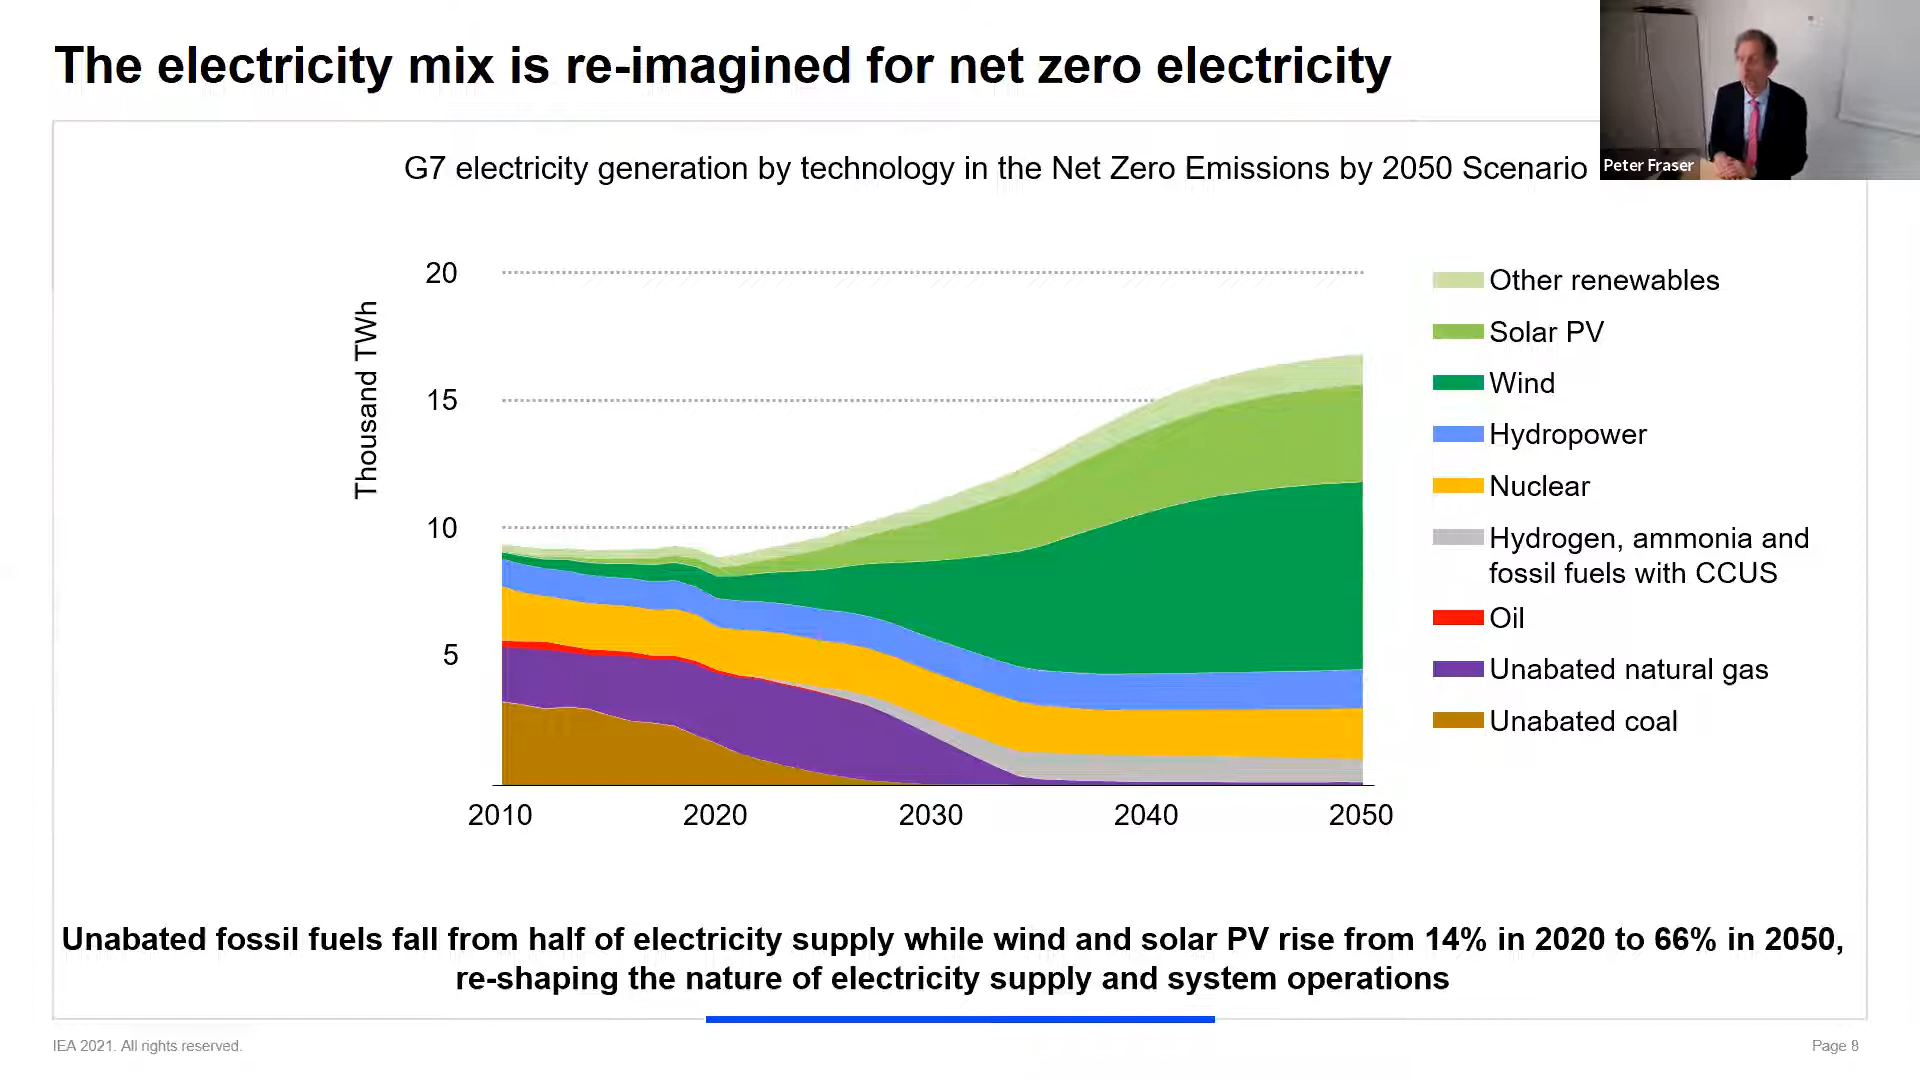 The electricity mix is re-imagined for net zero electricity
Peter Fraser
G7 electricity generation by technology in the Net Zero Emissions by 2050 Scenario
Thousand TWh
20
15
10
5
2010 2020 2030 2040 2050
Other renewables
Solar PV
Wind
Hydropower
Nuclear
Hydrogen, ammonia and
fossil fuels with CCUS
Oil
Unabated natural gas
Unabated coal
Unabated fossil fuels fall from half of electricity supply while wind and solar PV rise from 14% in 2020 to 66% in 2050,
re-shaping the nature of electricity supply and system operations
IEA 2021. All rights reserved.
Page 8